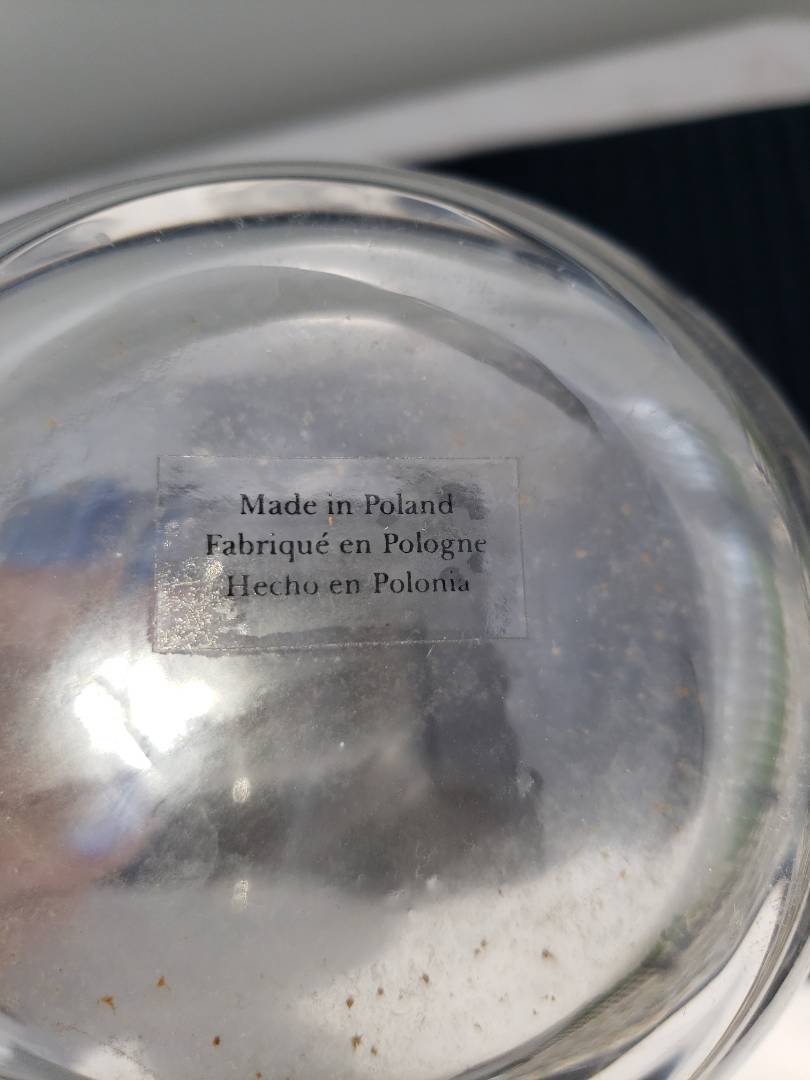 Made in Poland
Fabriqué en Pologne
Hecho en Polonia